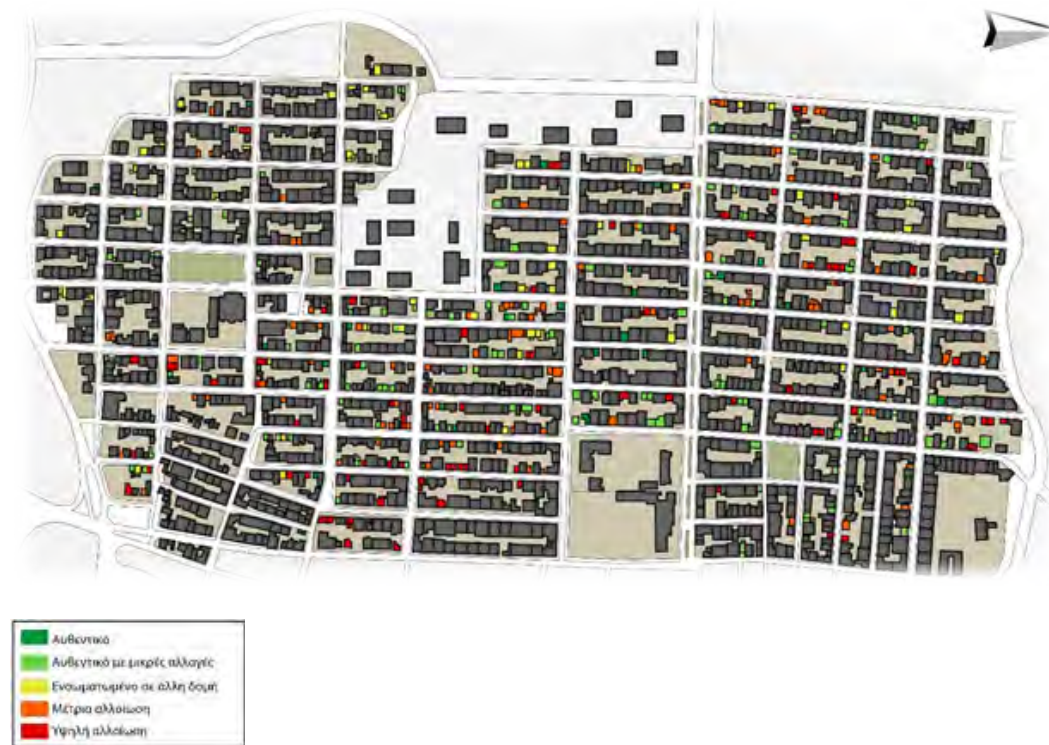 Αυθεντικό
Αυθεντικό με μικρές αλλαγές
Ενσωματωμένο σε άλλη δομή
Μέτρια αλλοίωση
Υψηλή αλλοίωση